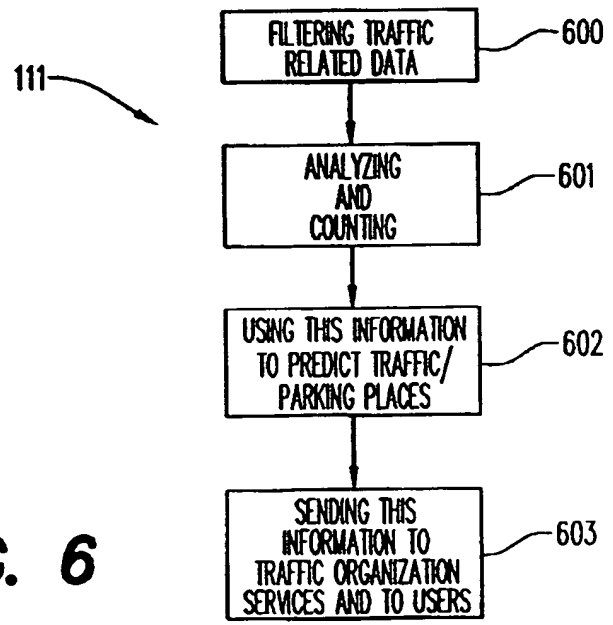 111
FILTERING TRAFFIC
RELATED DATA
600
ANALYZING
AND
COUNTING
601
USING THIS INFORMATION
TO PREDICT TRAFFIC/
PARKING PLACES
602
SENDING THIS
INFORMATION TO
TRAFFIC ORGANIZATION
SERVICES AND TO USERS
603
G. 6